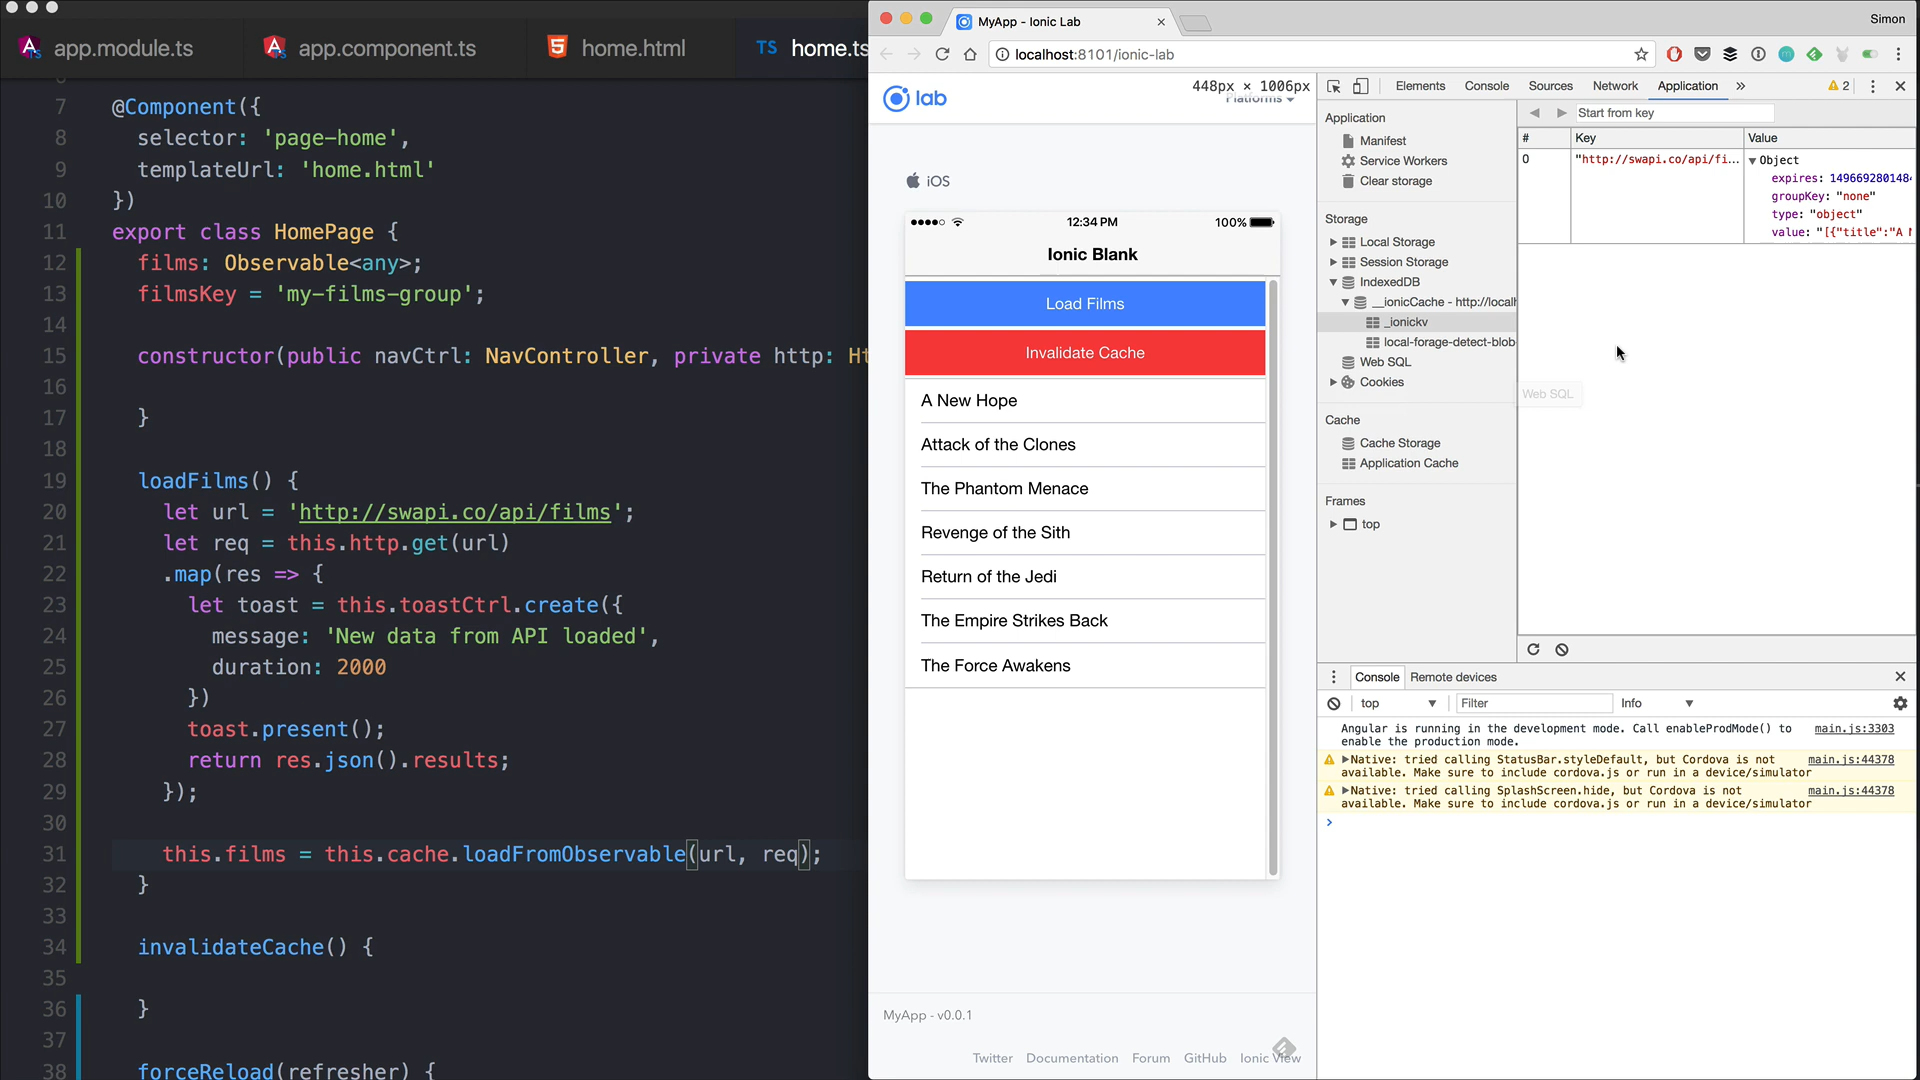 app.module.ts
app.component.ts
home.html
TS home.ts
7 @Component({
8 selector: 'page-home',
9 templateUrl: 'home.html'
10 })
11 export class HomePage {
12 films: Observable<any>;
13 filmsKey = 'my-films-group';
14
15 constructor(public navCtrl: NavController, private http: Ht
16
17 }
18
19 loadFilms() {
20 let url = 'http://swapi.co/api/films';
21 let req = this.http.get(url)
22 .map(res => {
23 let toast = this.toastCtrl.create({
24 message: 'New data from API loaded',
25 duration: 2000
26 })
27 toast.present();
28 return res.json().results;
29 });
30
31 this.films = this.cache.loadFromObservable(url, req);
32 }
33
34 invalidateCache() {
35
36 }
37
38 forceReload(refresher) {
MyApp - Ionic Lab
Simon
localhost:8101/ionic-lab
lab
448px × 1006px
Platforms
iOS
12:34 PM
100%
Ionic Blank
Load Films
Invalidate Cache
A New Hope
Attack of the Clones
The Phantom Menace
Revenge of the Sith
Return of the Jedi
The Empire Strikes Back
The Force Awakens
MyApp - v0.0.1
Twitter Documentation Forum GitHub Ionic View
Elements Console Sources Network Application » 2
Application
Manifest
Service Workers
Clear storage
Storage
Local Storage
Session Storage
IndexedDB
__ionicCache - http://localh
_ionickv
local-forage-detect-blob
Web SQL
Cookies
Cache
Cache Storage
Application Cache
Frames
top
Start from key
# Key Value
0 "http://swapi.co/api/fi... Object
expires: 149669280148
groupKey: "none"
type: "object"
value: "[{"title":"A N
Web SQL
Console Remote devices
top Filter Info
Angular is running in the development mode. Call enableProdMode() to main.js:3303
enable the production mode.
Native: tried calling StatusBar.styleDefault, but Cordova is not main.js:44378
available. Make sure to include cordova.js or run in a device/simulator
Native: tried calling SplashScreen.hide, but Cordova is not main.js:44378
available. Make sure to include cordova.js or run in a device/simulator
>